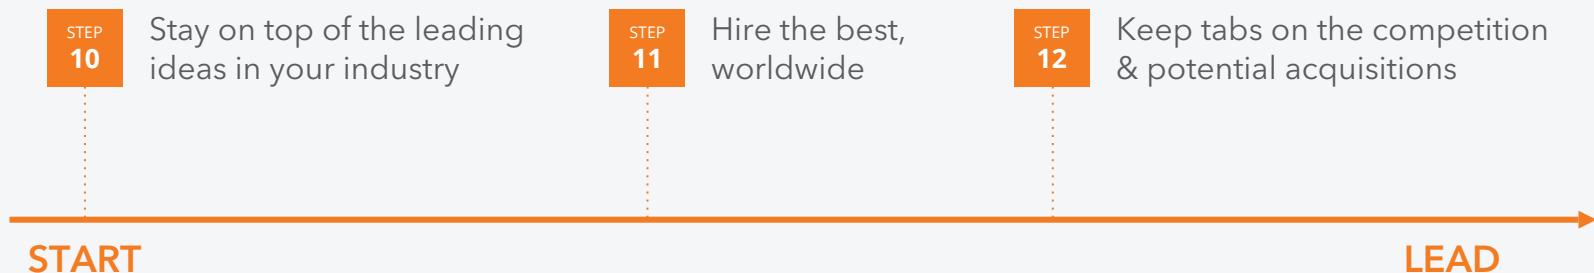 STEP
10
Stay on top of the leading
ideas in your industry
STEP
11
Hire the best,
worldwide
STEP
12
Keep tabs on the competition
& potential acquisitions
START
LEAD